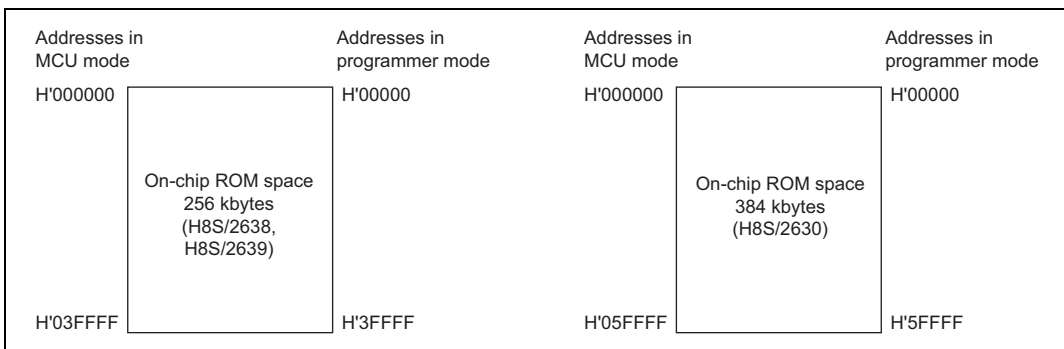 Addresses in
MCU mode
Addresses in
programmer mode
H'000000
H'00000
On-chip ROM space
256 kbytes
(H8S/2638,
H8S/2639)
H'03FFFF
H'3FFFF
Addresses in
MCU mode
Addresses in
programmer mode
H'000000
H'00000
On-chip ROM space
384 kbytes
(H8S/2630)
H'05FFFF
H'5FFFF